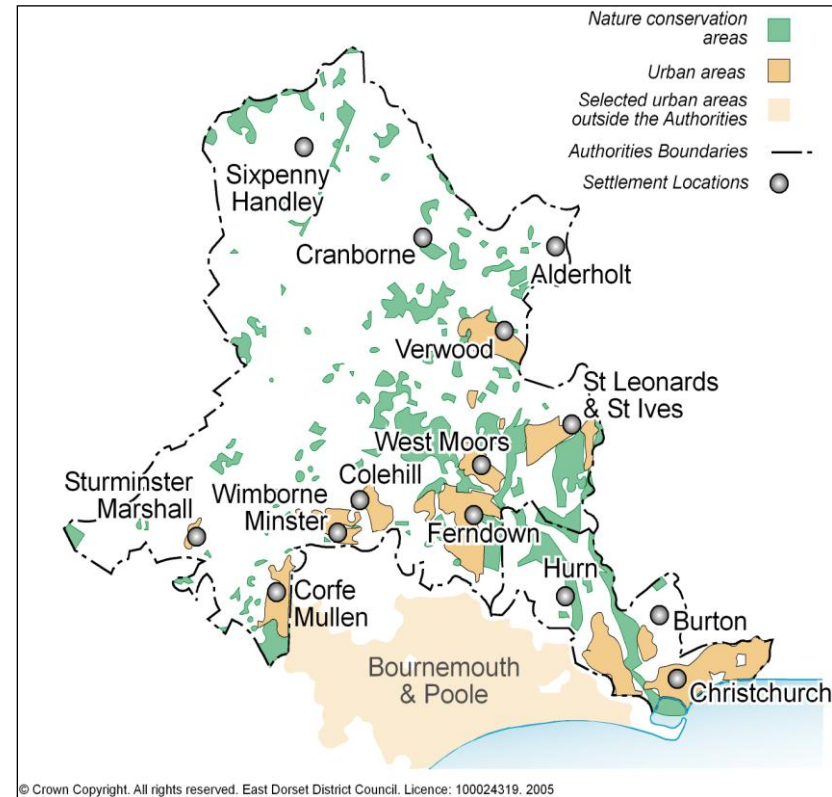 Nature conservation
areas
Urban areas
Selected urban areas
outside the Authorities
Authorities Boundaries
Settlement Locations
Sixpenny
Handley
Cranborne
Alderholt
Verwood
St Leonards
& St Ives
West Moors
Colehill
Sturminster
Marshall
Wimborne
Minster
Ferndown
Hurn
Corfe
Mullen
Burton
Bournemouth
& Poole
Christchurch
© Crown Copyright. All rights reserved. East Dorset District Council. Licence: 100024319. 2005